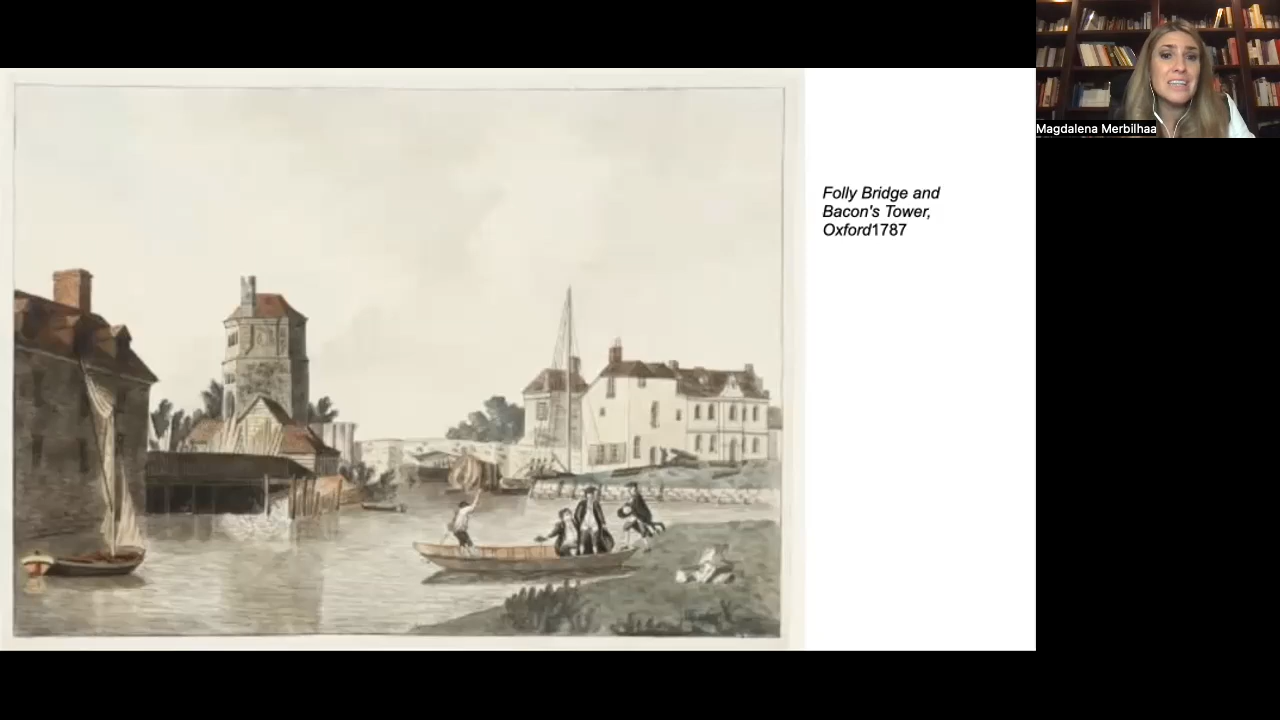 Magdalena Merbilhaa
Folly Bridge and
Bacon's Tower,
Oxford1787